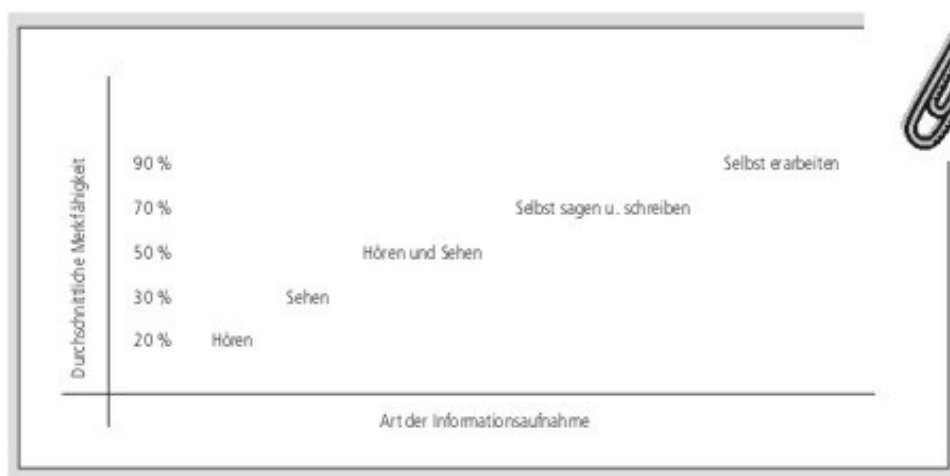 Durchschnittliche Merkfähigkeit
90 % Selbst erarbeiten
70 % Selbst sagen u. schreiben
50 % Hören und Sehen
30 % Sehen
20 % Hören
Art der Informationsaufnahme